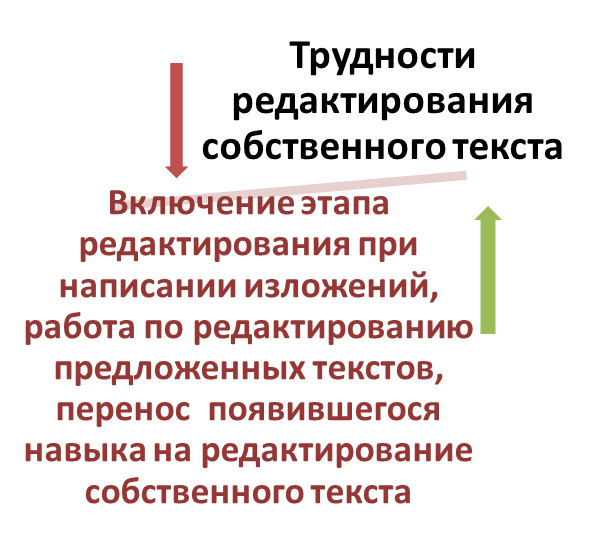 Трудности
редактирования
собственного текста
Включение этапа
редактирования при
написании изложений,
работа по редактированию
предложенных текстов,
перенос появившегося
навыка на редактирование
собственного текста